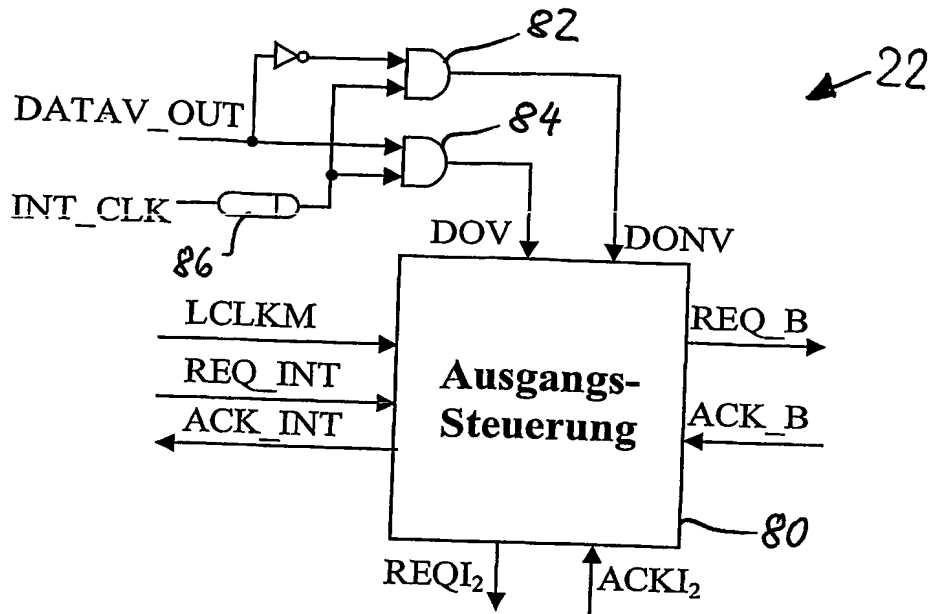 82
22
84
DATAV_OUT
INT_CLK
86
DOV
DONV
LCLKM
REQ_B
REQ_INT
Ausgangs-
Steuerung
ACK_INT
ACK_B
80
REQI₂
ACKI₂